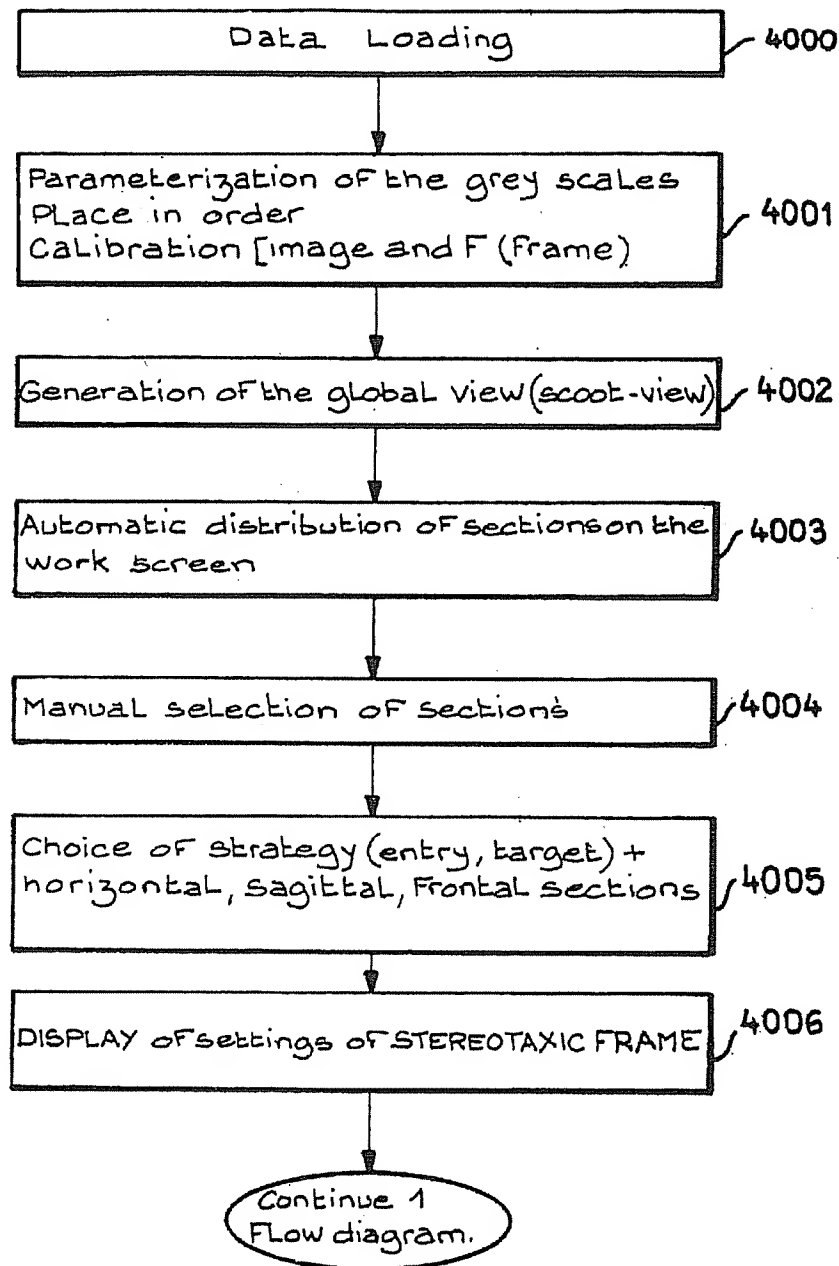 Data Loading
4000
Parameterization of the grey scales
Place in order
Calibration [image and F (Frame)
4001
Generation of the global view (scoot-view)
4002
Automatic distribution of sections on the
work screen
4003
Manual selection of sections
4004
Choice of strategy (entry, target) +
horizontal, sagittal, Frontal sections
4005
DISPLAY of settings of STEREOTAXIC FRAME
4006
Continue 1
Flow diagram.